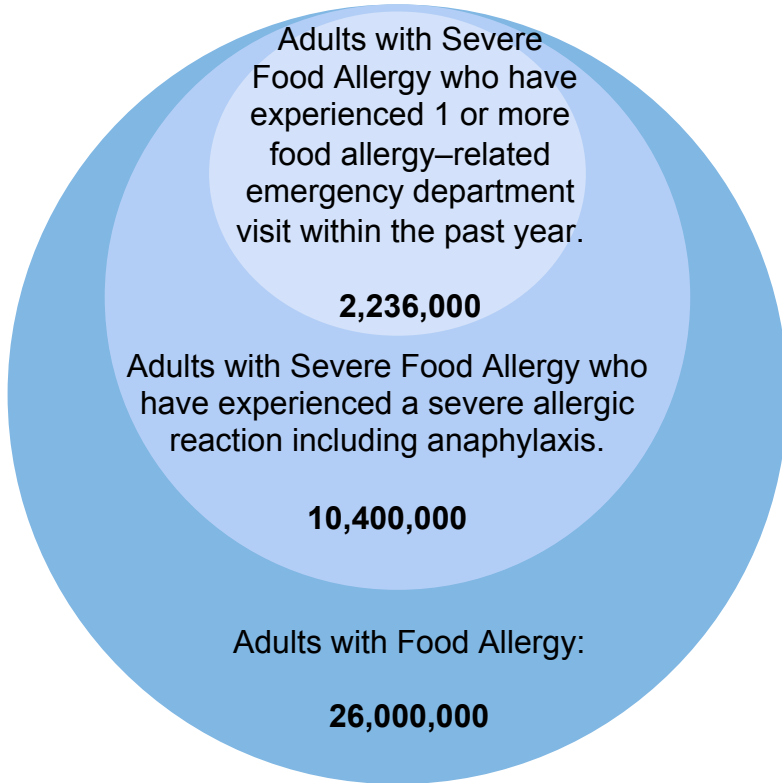 Adults with Severe
Food Allergy who have
experienced 1 or more
food allergy–related
emergency department
visit within the past year.
2,236,000
Adults with Severe Food Allergy who
have experienced a severe allergic
reaction including anaphylaxis.
10,400,000
Adults with Food Allergy:
26,000,000